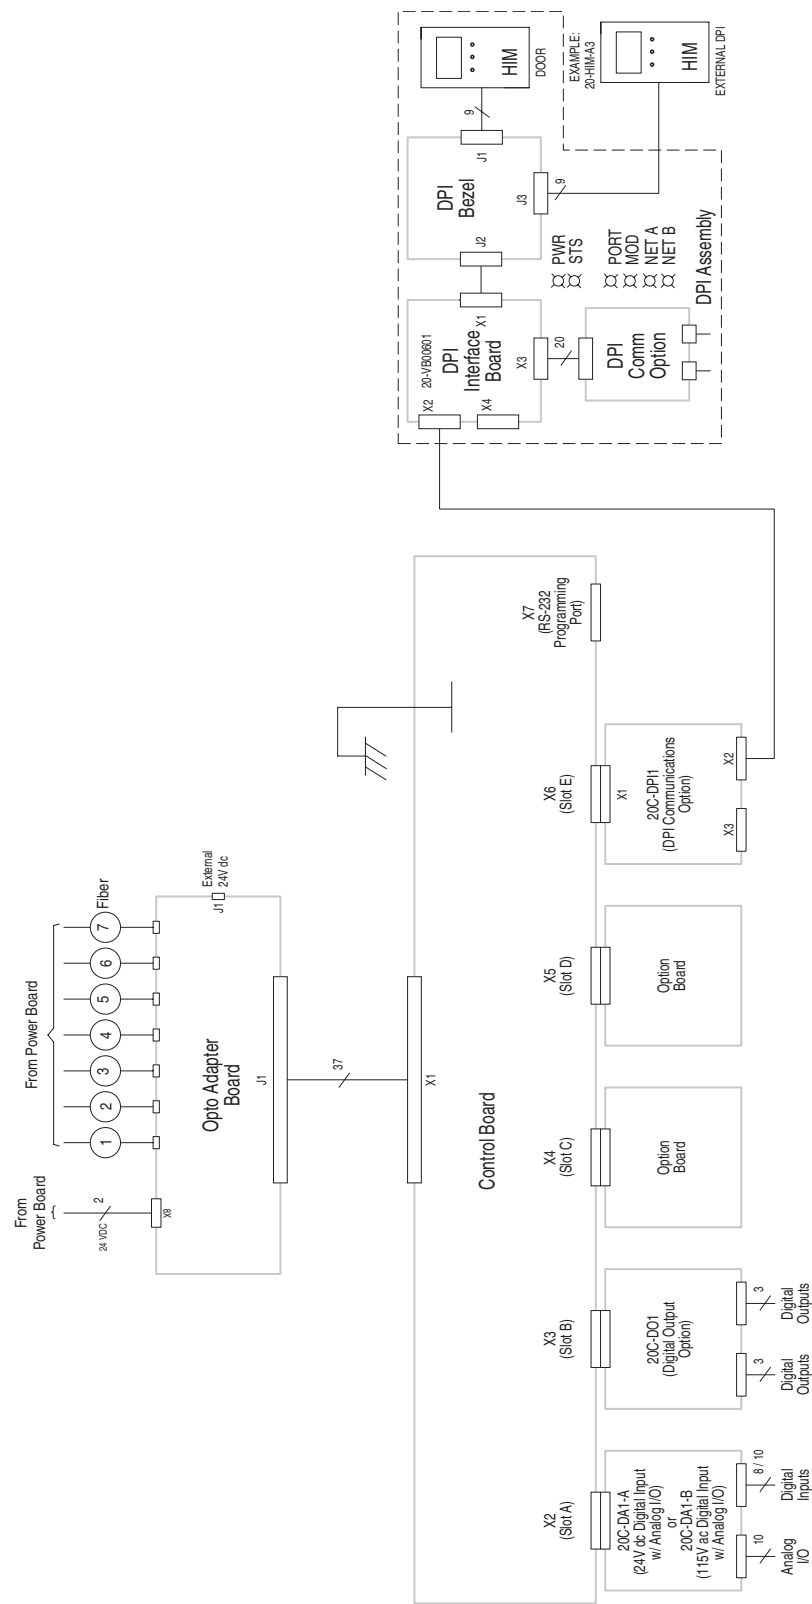 From
Power Board
24 VDC
2
X9
From Power Board
1
2
3
4
5
6
7
Fiber
Opto Adapter
Board
J1
External
24V dc
J1
37
X1
Control Board
X2
(Slot A)
X3
(Slot B)
X4
(Slot C)
X5
(Slot D)
X6
(Slot E)
X7
(RS-232
Programming
Port)
20C-DA1-A
(24V dc Digital Input
w/ Analog I/O)
or
20C-DA1-B
(115V ac Digital Input
w/ Analog I/O)
10
Analog
I/O
8 / 10
Digital
Inputs
20C-DO1
(Digital Output
Option)
3
Digital
Outputs
3
Digital
Outputs
Option
Board
Option
Board
X1
20C-DPI1
(DPI Communications
Option)
X3
X2
X2
X4
20-VB00601
DPI
Interface
Board
X1
X3
20
DPI
Comm
Option
J2
DPI
Bezel
J1
J3
9
9
HIM
DOOR
EXAMPLE:
20-HIM-A3
HIM
EXTERNAL DPI
PWR
STS
PORT
MOD
NET A
NET B
DPI Assembly